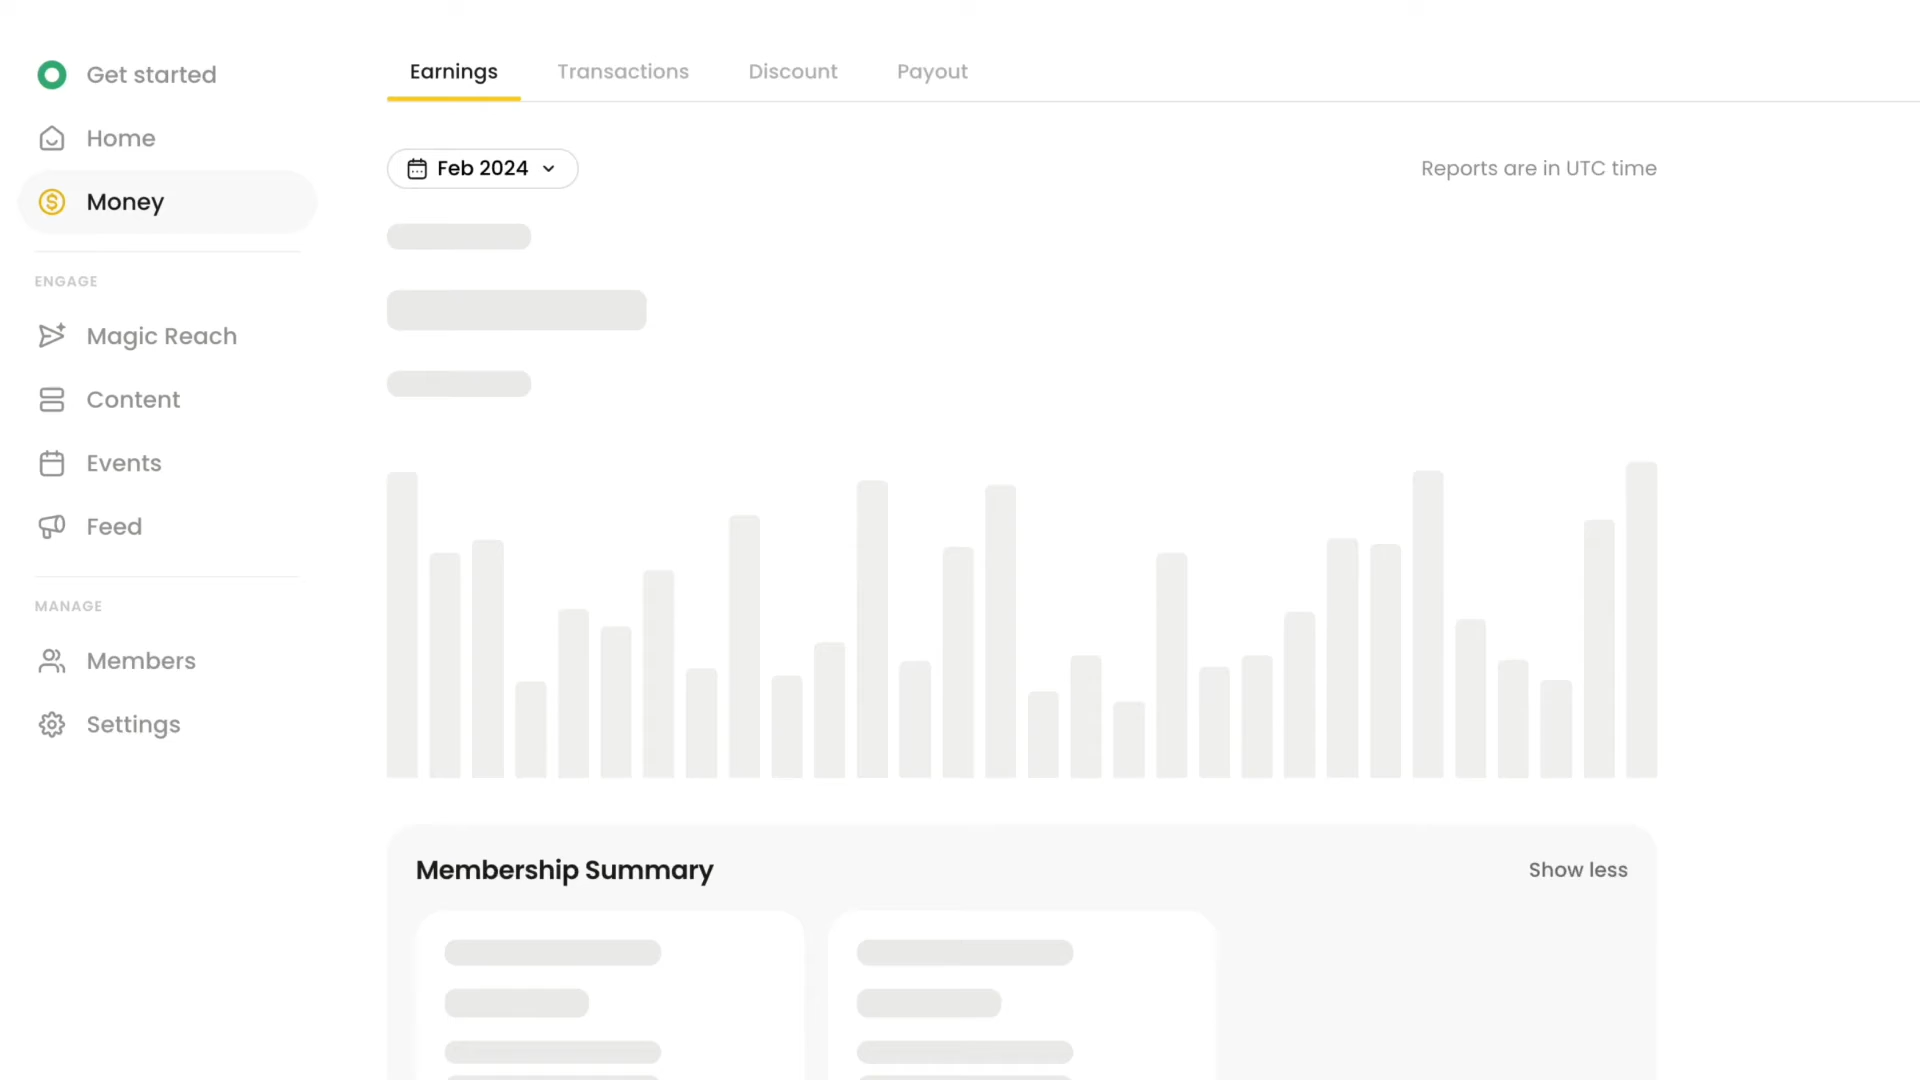 Get started
Home
Money
ENGAGE
Magic Reach
Content
Events
Feed
MANAGE
Members
Settings
Earnings Transactions Discount Payout
Feb 2024
Reports are in UTC time
Membership Summary
Show less